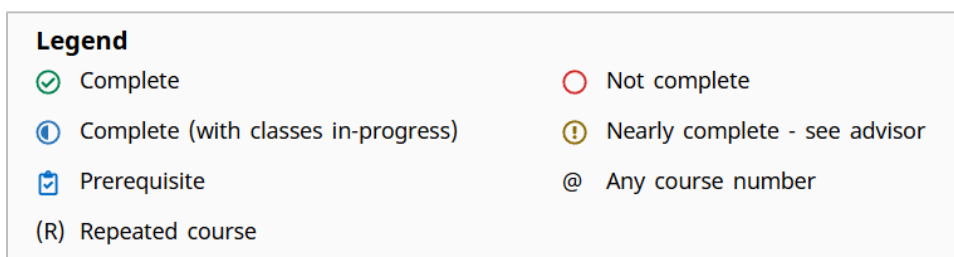 Legend
Complete
Not complete
Complete (with classes in-progress)
Nearly complete - see advisor
Prerequisite
@ Any course number
(R) Repeated course